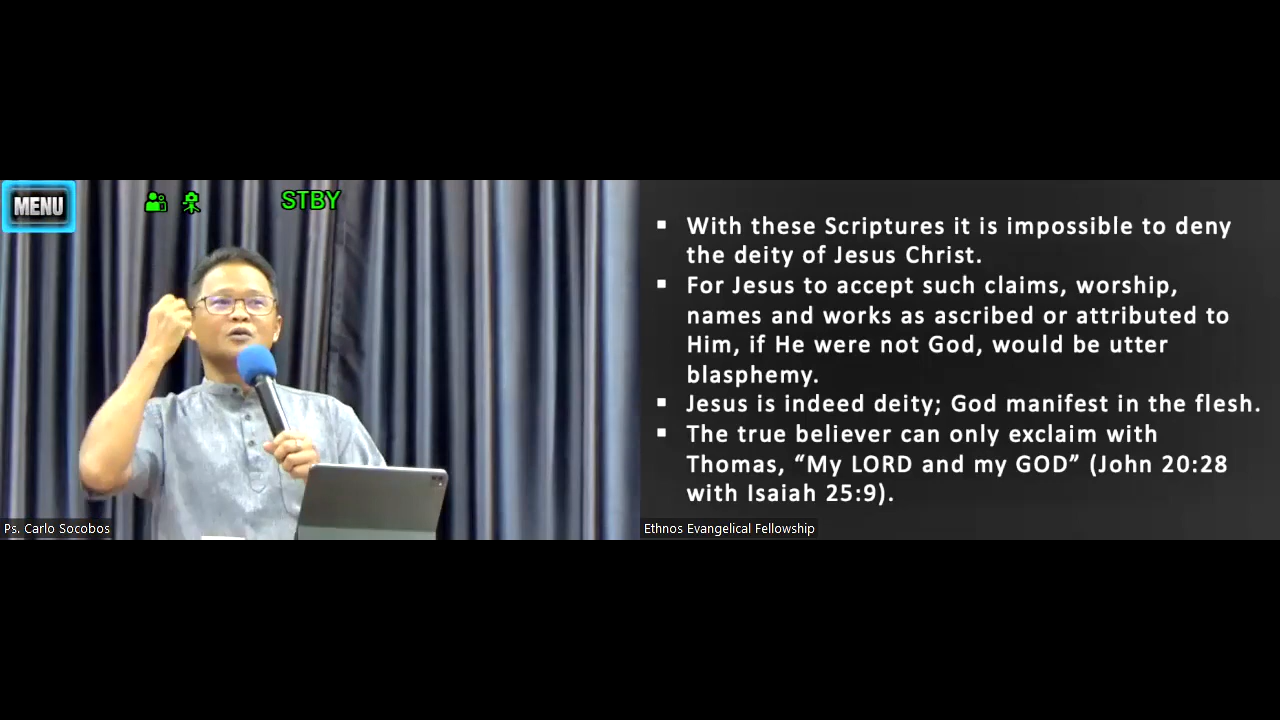 MENU
STBY
Ps. Carlo Socobos
▪ With these Scriptures it is impossible to deny
the deity of Jesus Christ.
▪ For Jesus to accept such claims, worship,
names and works as ascribed or attributed to
Him, if He were not God, would be utter
blasphemy.
▪ Jesus is indeed deity; God manifest in the flesh.
▪ The true believer can only exclaim with
Thomas, “My LORD and my GOD” (John 20:28
with Isaiah 25:9).
Ethnos Evangelical Fellowship